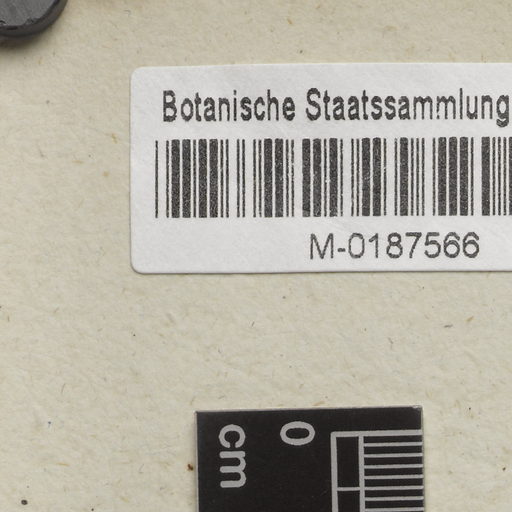 Botanische Staatssammlung
M-0187566
0
cm